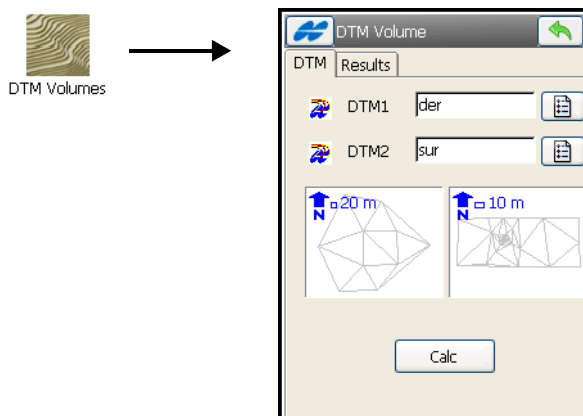 DTM Volumes
DTM Volume
DTM Results
DTM1 der
DTM2 sur
20 m 10 m
N N
Calc